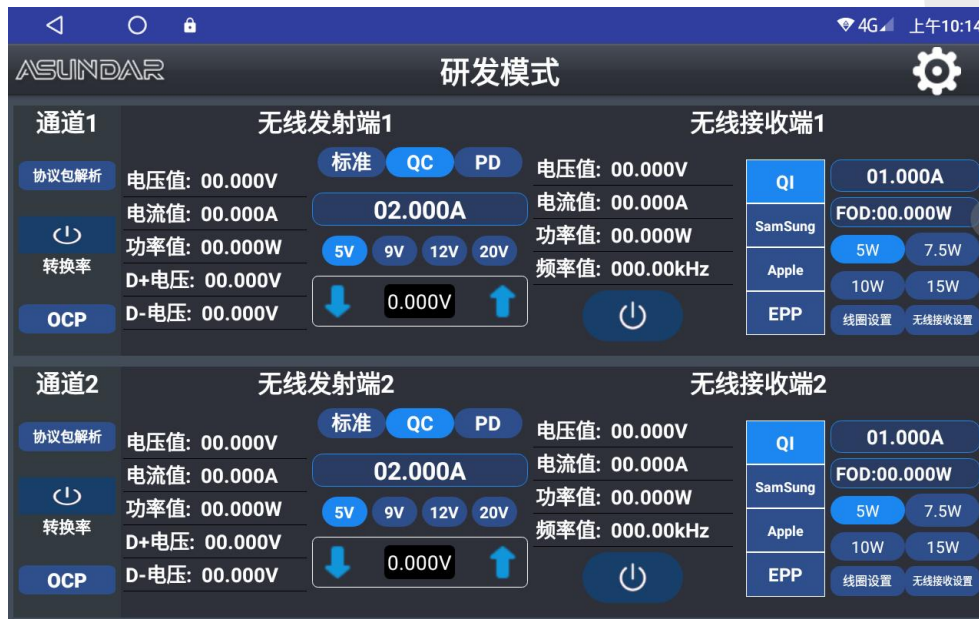 4G 上午10:14
ASUNDAR 研发模式
通道1 无线发射端1 无线接收端1
协议包解析
转换率
OCP
电压值: 00.000V
电流值: 00.000A
功率值: 00.000W
D+电压: 00.000V
D-电压: 00.000V
标准 QC PD
02.000A
5V 9V 12V 20V
0.000V
电压值: 00.000V
电流值: 00.000A
功率值: 00.000W
频率值: 000.00kHz
QI
SamSung
Apple
EPP
01.000A
FOD:00.000W
5W 7.5W
10W 15W
线圈设置 无线接收设置
通道2 无线发射端2 无线接收端2
协议包解析
转换率
OCP
电压值: 00.000V
电流值: 00.000A
功率值: 00.000W
D+电压: 00.000V
D-电压: 00.000V
标准 QC PD
02.000A
5V 9V 12V 20V
0.000V
电压值: 00.000V
电流值: 00.000A
功率值: 00.000W
频率值: 000.00kHz
QI
SamSung
Apple
EPP
01.000A
FOD:00.000W
5W 7.5W
10W 15W
线圈设置 无线接收设置